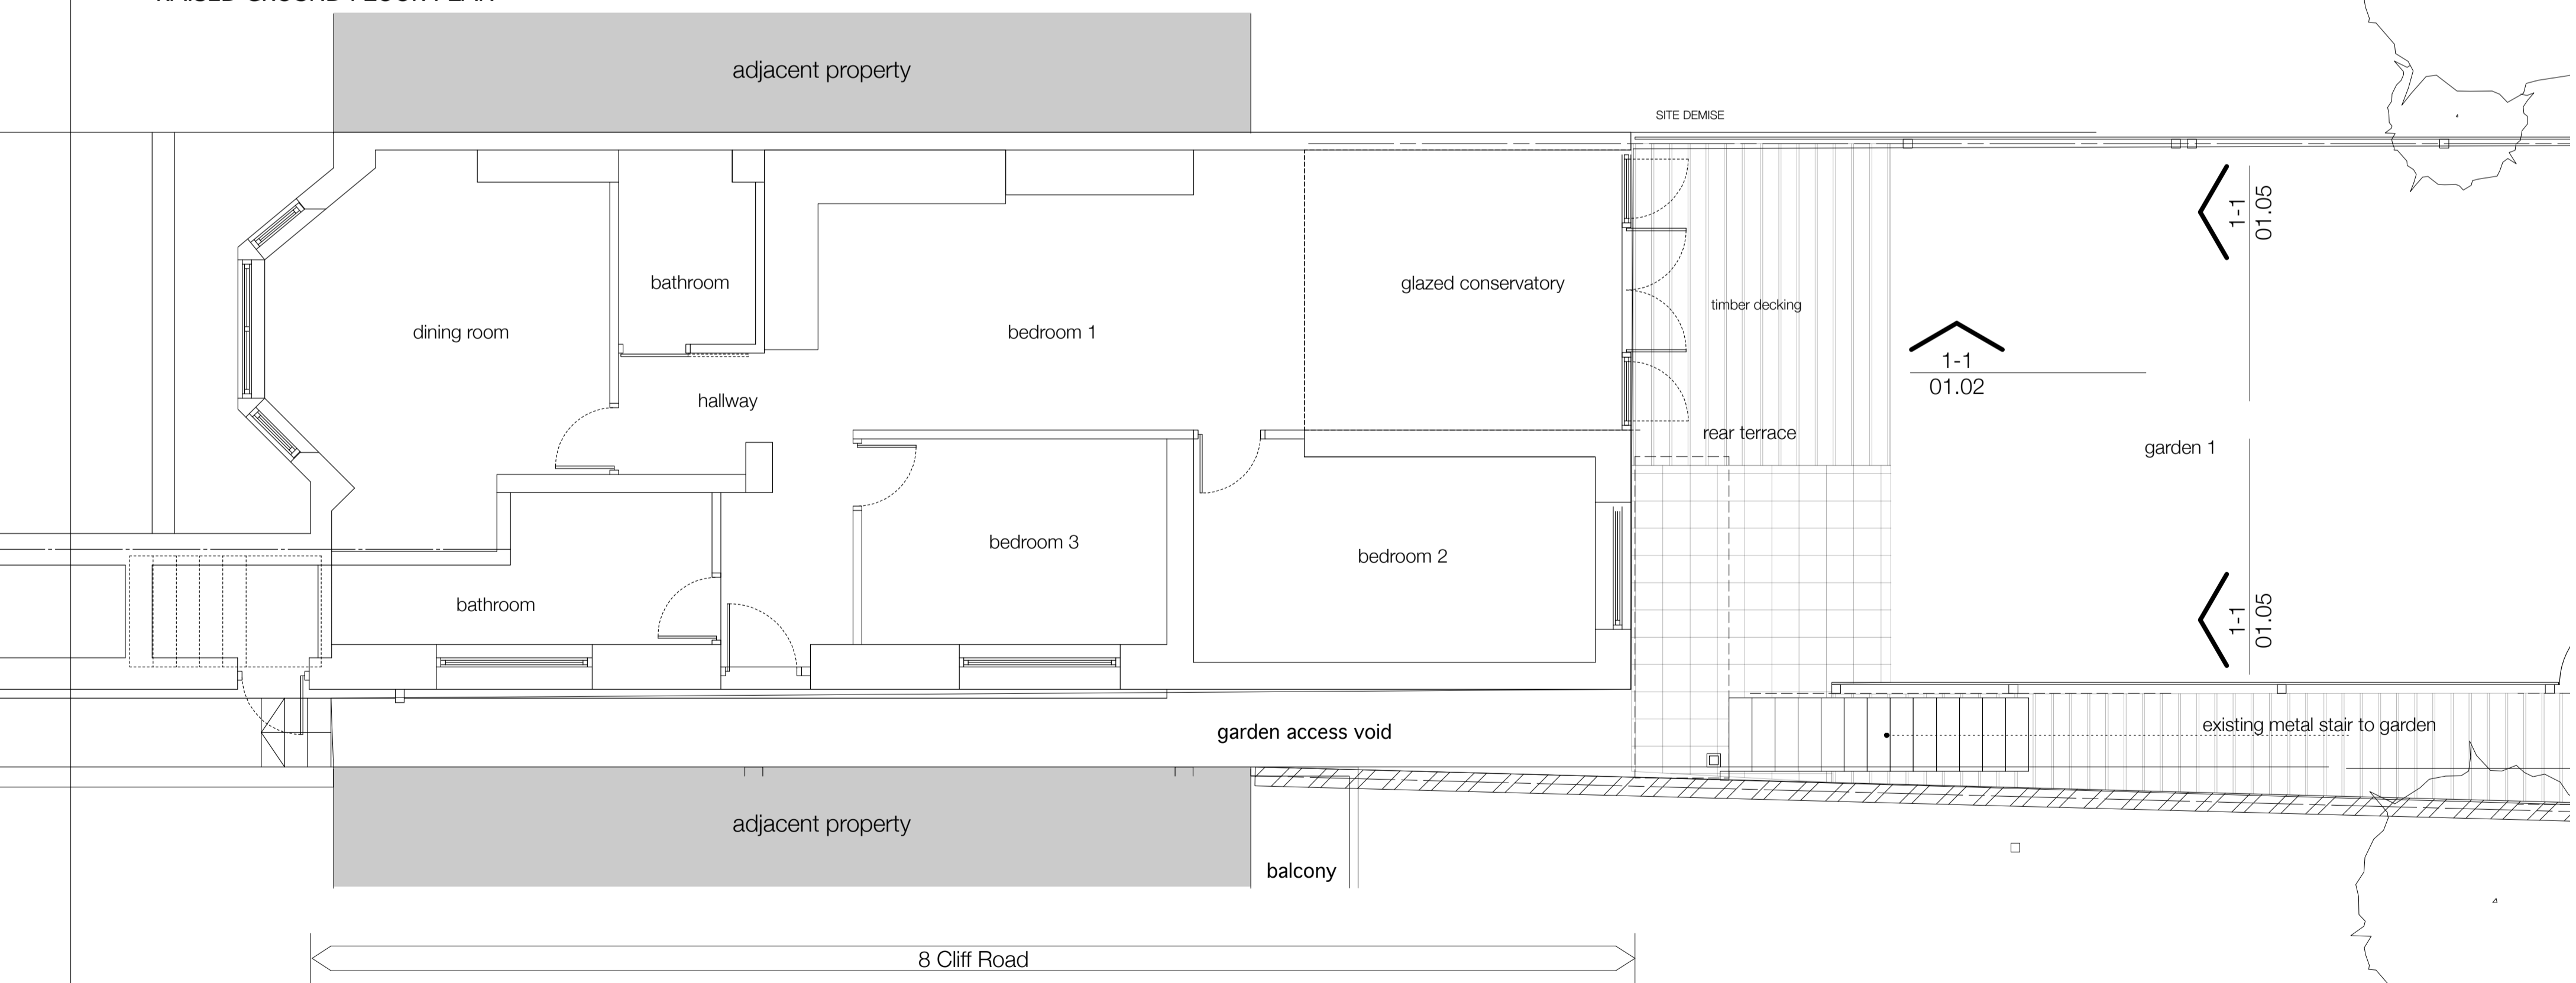 adjacent property
SITE DEMISE
1-1
01.05
bathroom
glazed conservatory
timber decking
dining room
bedroom 1
1-1
01.02
hallway
rear terrace
garden 1
bedroom 3
bedroom 2
bathroom
1-1
01.05
garden access void
existing metal stair to garden
adjacent property
balcony
8 Cliff Road